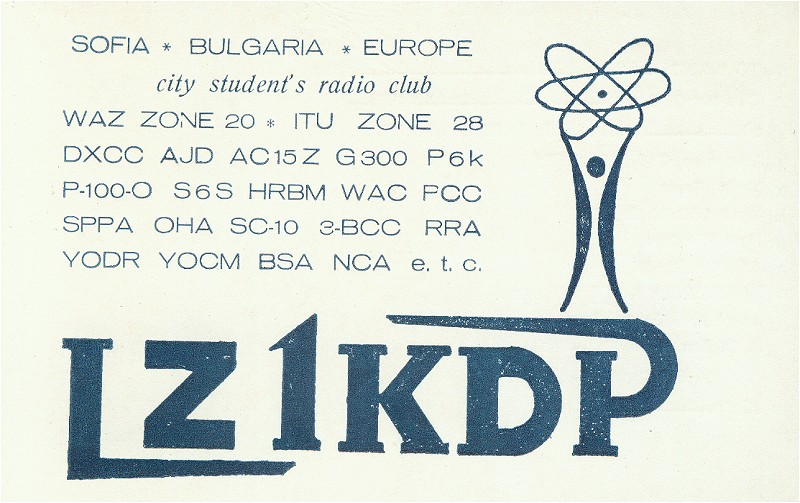 SOFIA * BULGARIA * EUROPE
city student's radio club
WAZ ZONE 20 * ITU ZONE 28
DXCC AJD AC15Z G300 P6k
P-100-O S6S HRBM WAC PCC
SPPA OHA SC-10 3-BCC RRA
YODR YOCM BSA NCA e. t. c.
LZ1KDP